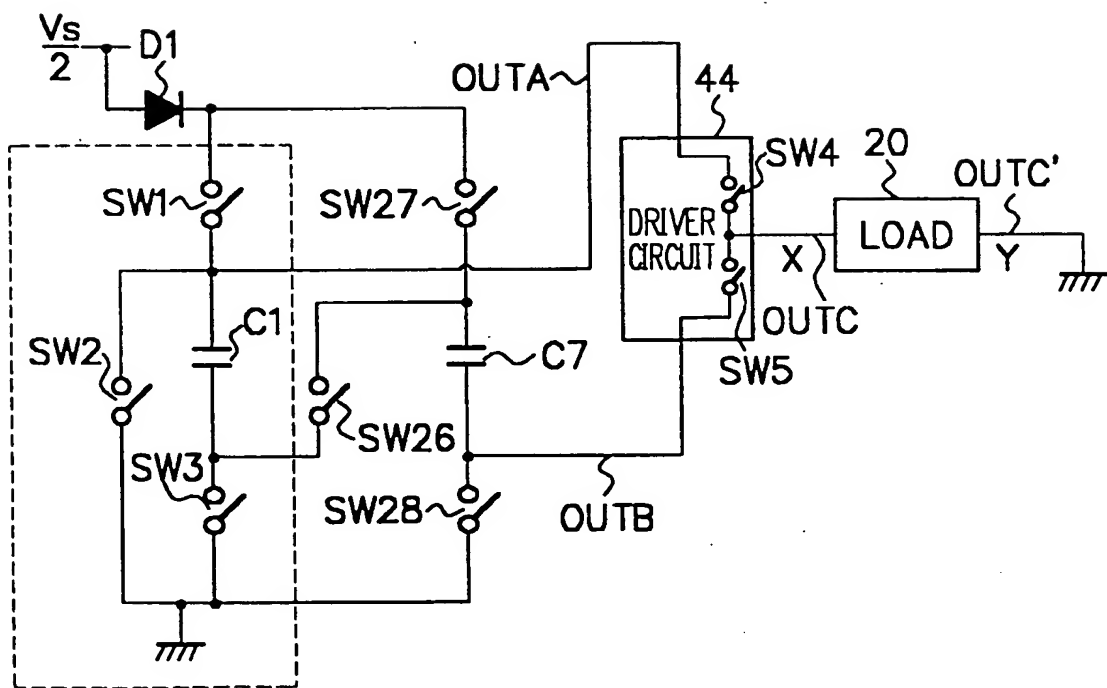 Vs
2
D1
OUTA
44
SW4
20
OUTC'
SW1
SW27
DRIVER
CIRCUIT
LOAD
X
Y
OUTC
SW5
SW2
C1
C7
SW26
SW3
SW28
OUTB